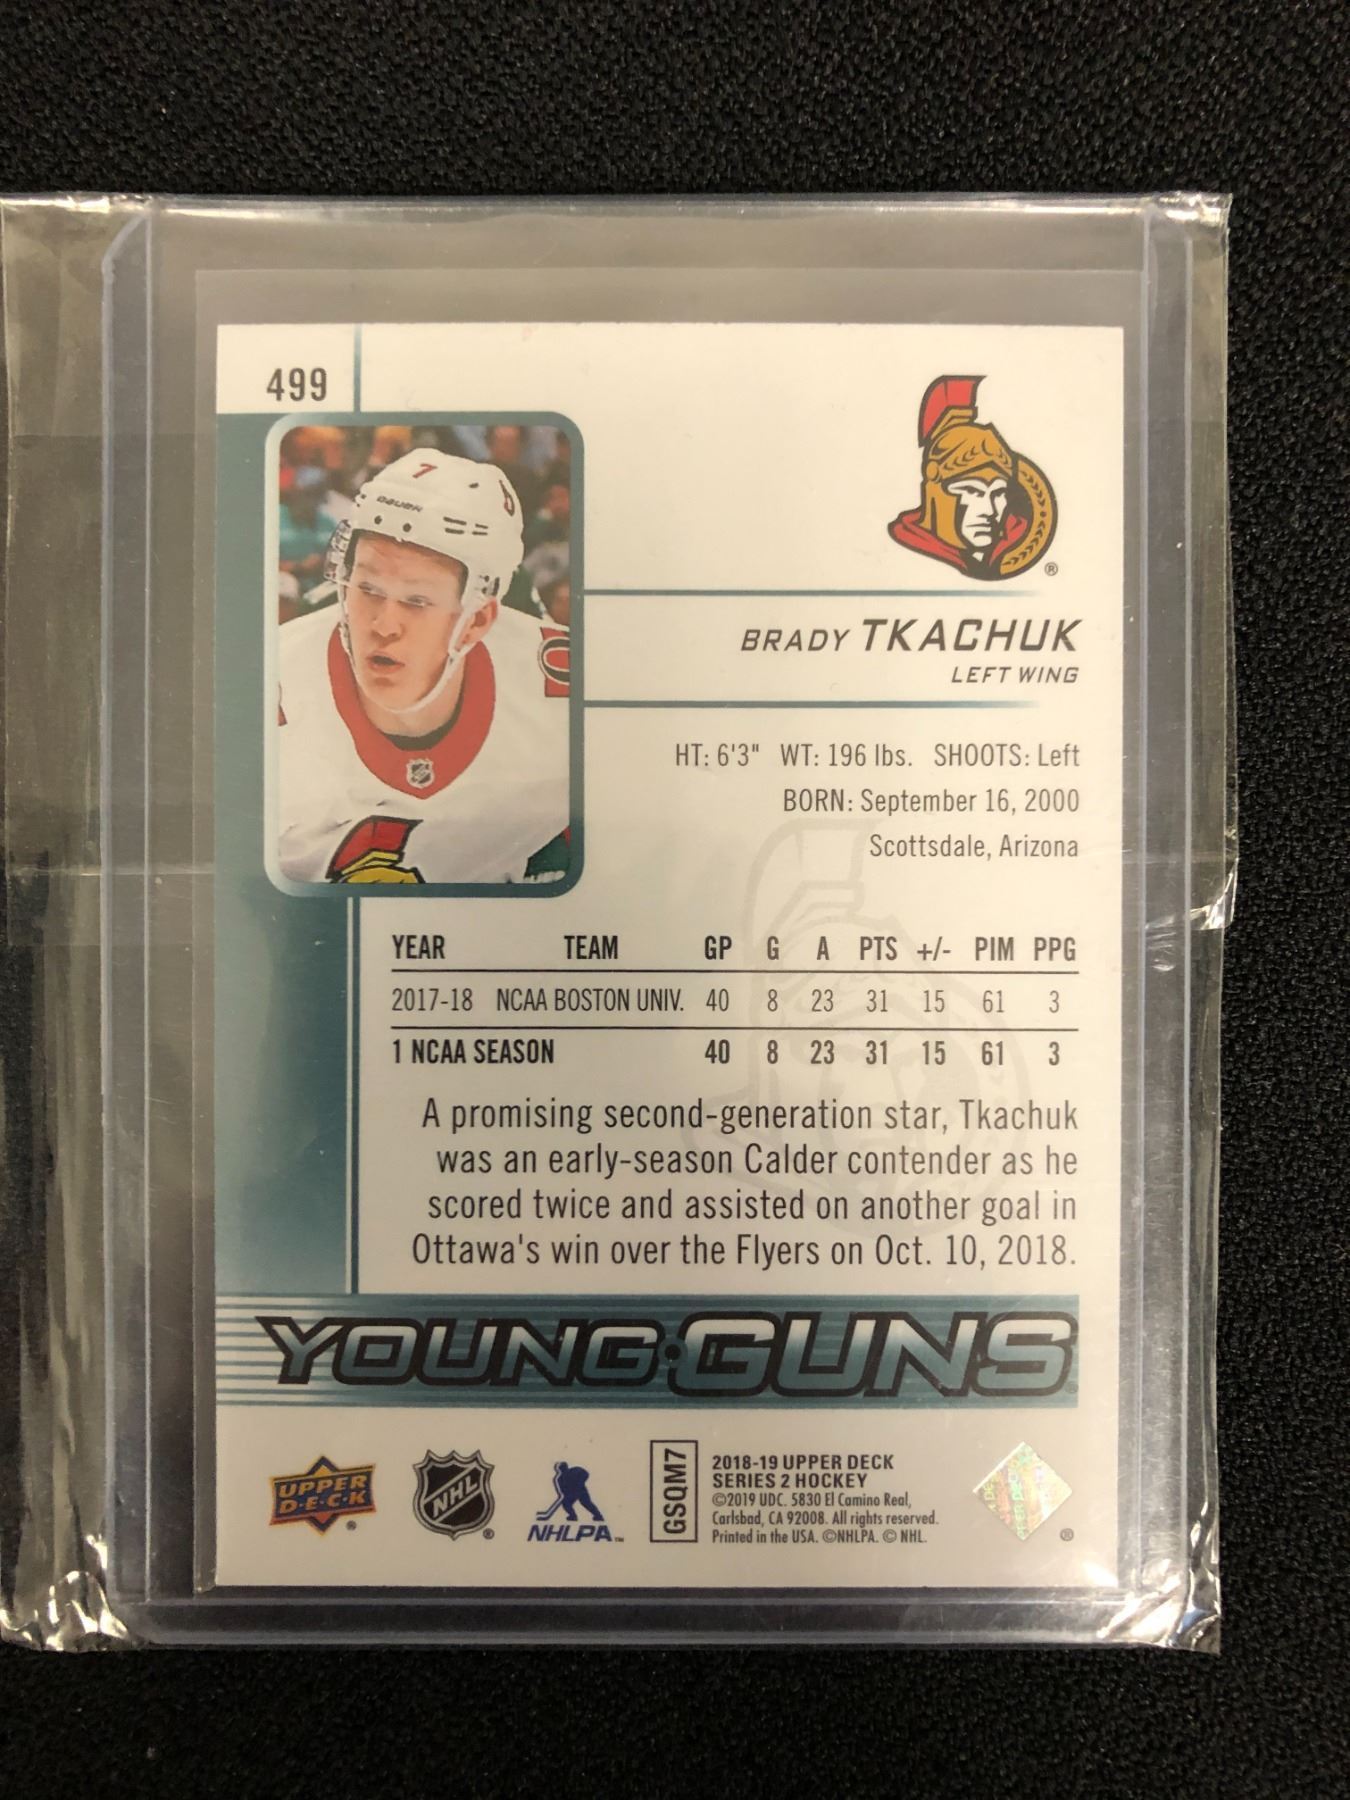 499
7
BAUER
BRADY TKACHUK
LEFT WING
HT: 6'3" WT: 196 lbs. SHOOTS: Left
BORN: September 16, 2000
Scottsdale, Arizona
YEAR TEAM GP G A PTS +/- PIM PPG
2017-18 NCAA BOSTON UNIV. 40 8 23 31 15 61 3
1 NCAA SEASON 40 8 23 31 15 61 3
A promising second-generation star, Tkachuk
was an early-season Calder contender as he
scored twice and assisted on another goal in
Ottawa's win over the Flyers on Oct. 10, 2018.
YOUNG•GUNS
UPPER
D•E•C•K
NHL
NHLPA
GSQM7
2018-19 UPPER DECK
SERIES 2 HOCKEY
©2019 UDC. 5830 El Camino Real,
Carlsbad, CA 92008. All rights reserved.
Printed in the USA. ©NHLPA. © NHL.